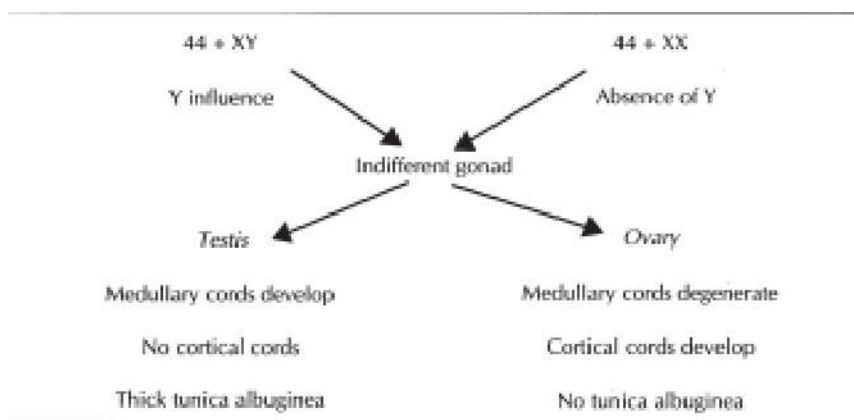 44 + XY 44 + XX
Y influence Absence of Y
Indifferent gonad
Testis Ovary
Medullary cords develop Medullary cords degenerate
No cortical cords Cortical cords develop
Thick tunica albuginea No tunica albuginea